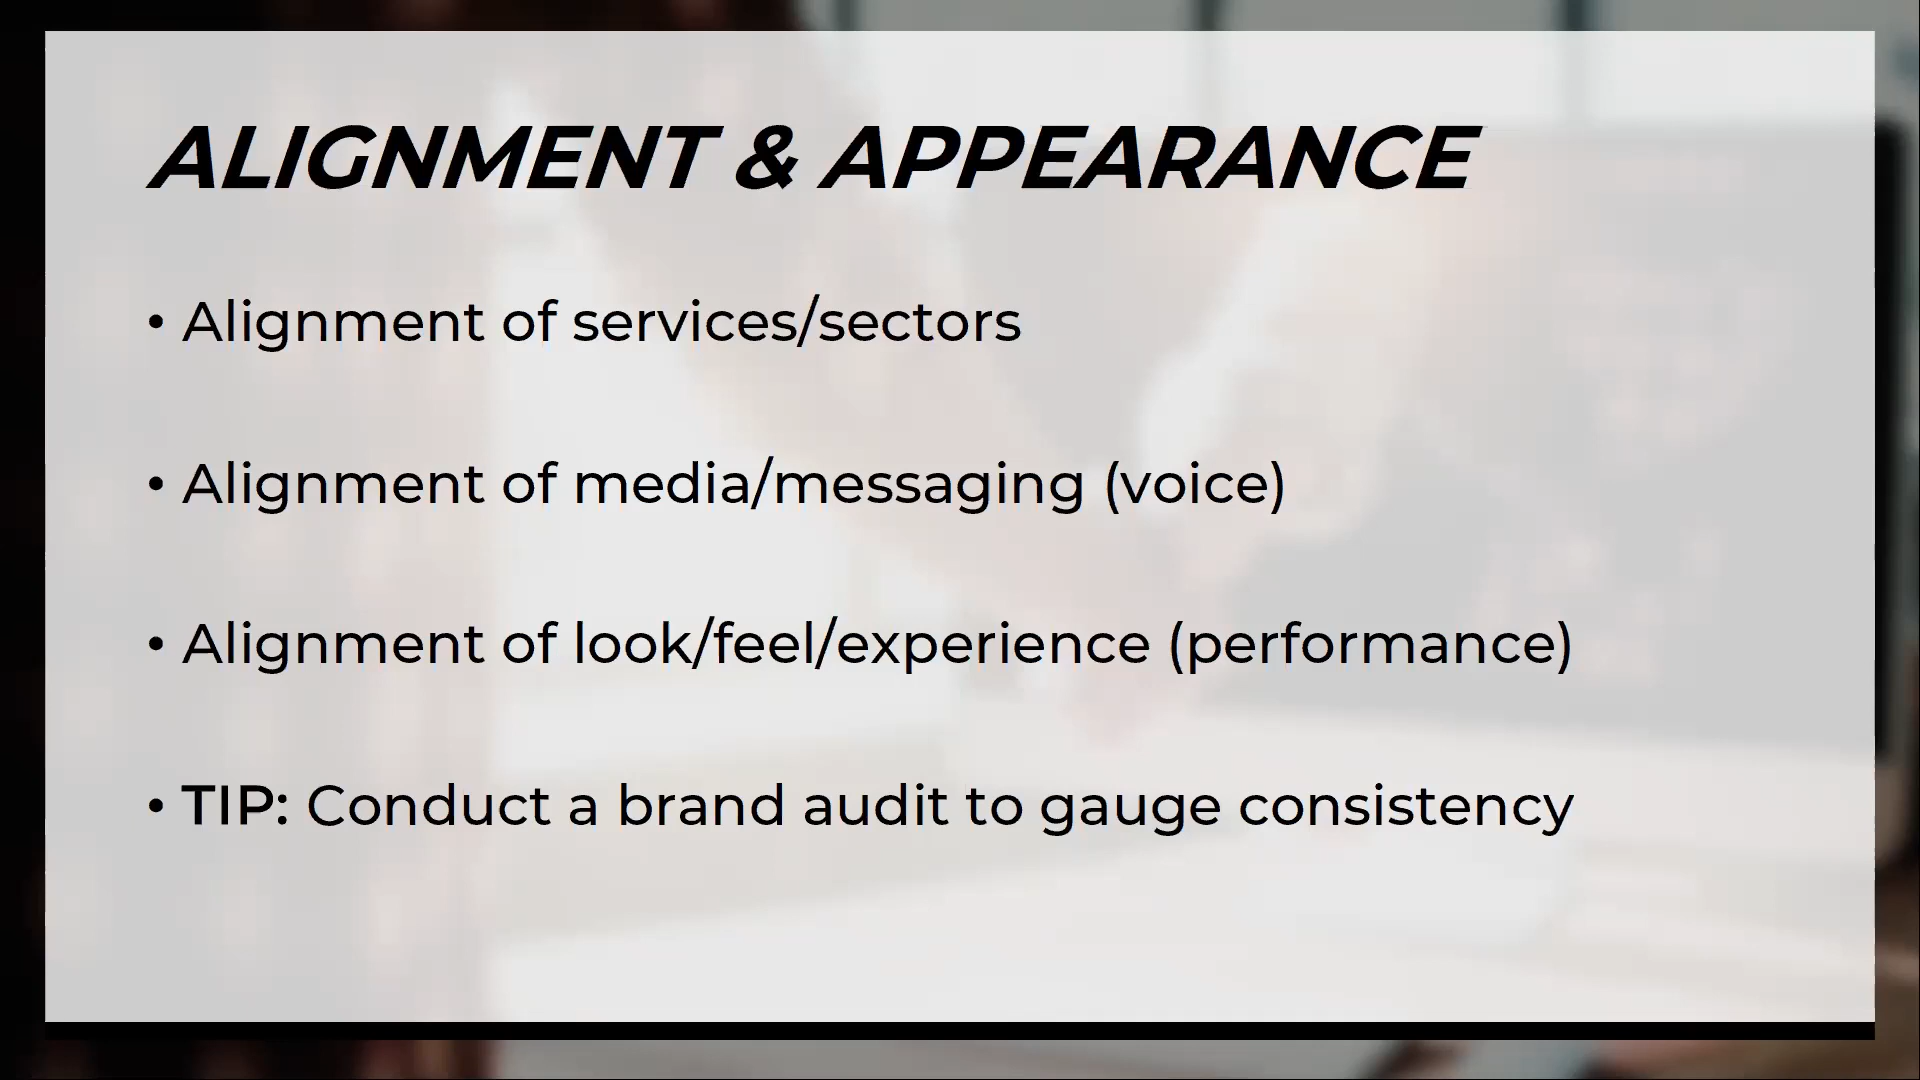 ALIGNMENT & APPEARANCE
• Alignment of services/sectors
• Alignment of media/messaging (voice)
• Alignment of look/feel/experience (performance)
• TIP: Conduct a brand audit to gauge consistency